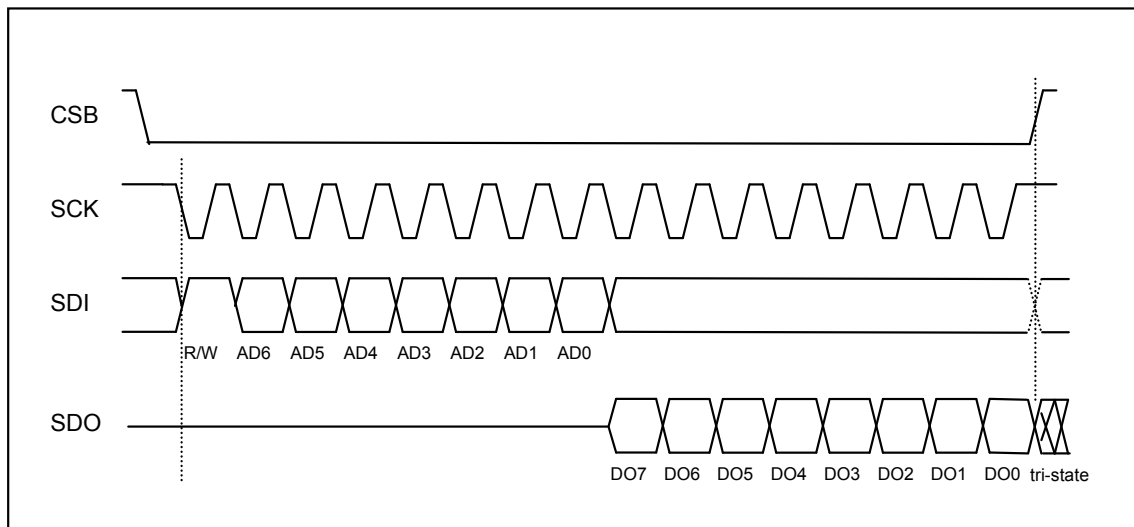 CSB
SCK
SDI
R/W AD6 AD5 AD4 AD3 AD2 AD1 AD0
SDO
DO7 DO6 DO5 DO4 DO3 DO2 DO1 DO0 tri-state